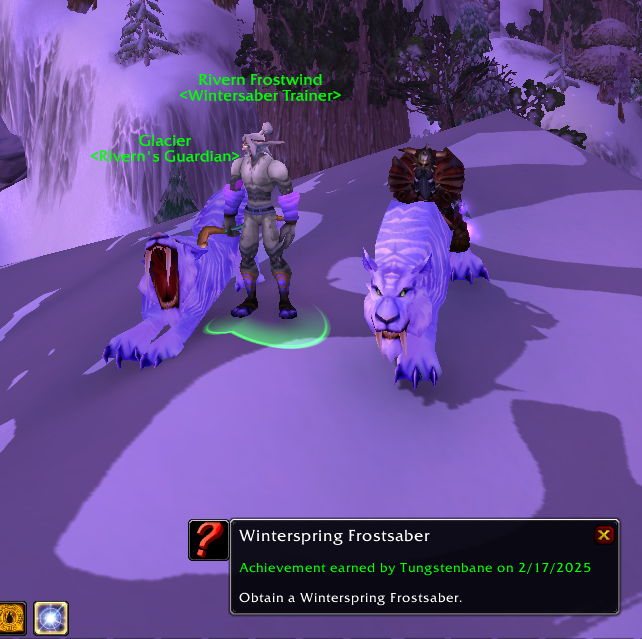 Rivern Frostwind
<Wintersaber Trainer>
Glacier
<Rivern's Guardian>
Winterspring Frostsaber
Achievement earned by Tungstenbane on 2/17/2025
Obtain a Winterspring Frostsaber.